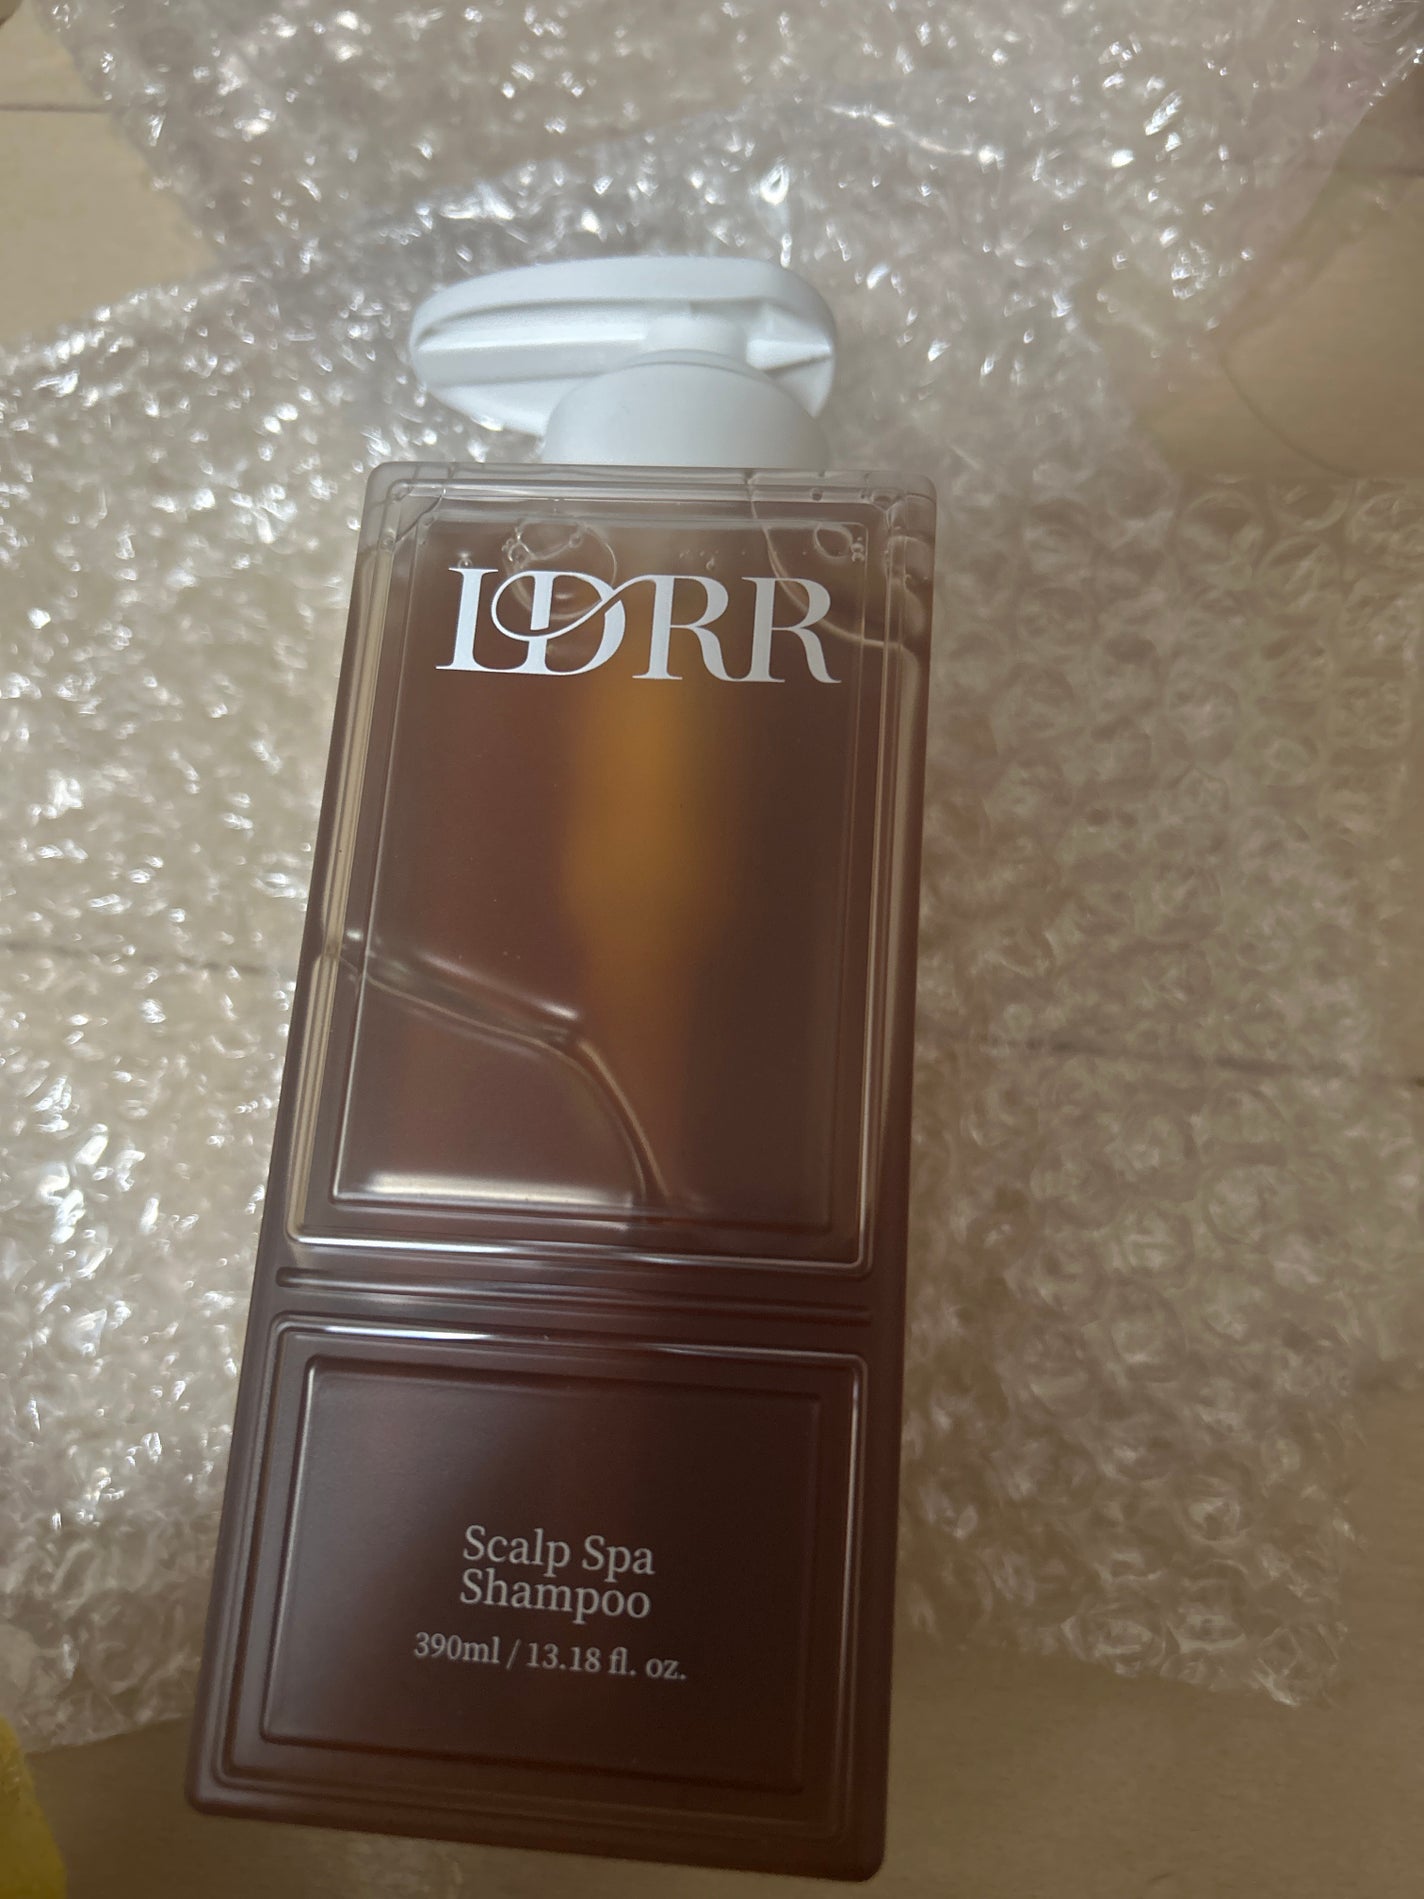 LDRR
Scalp Spa
Shampoo
390ml / 13.18 fl. oz.